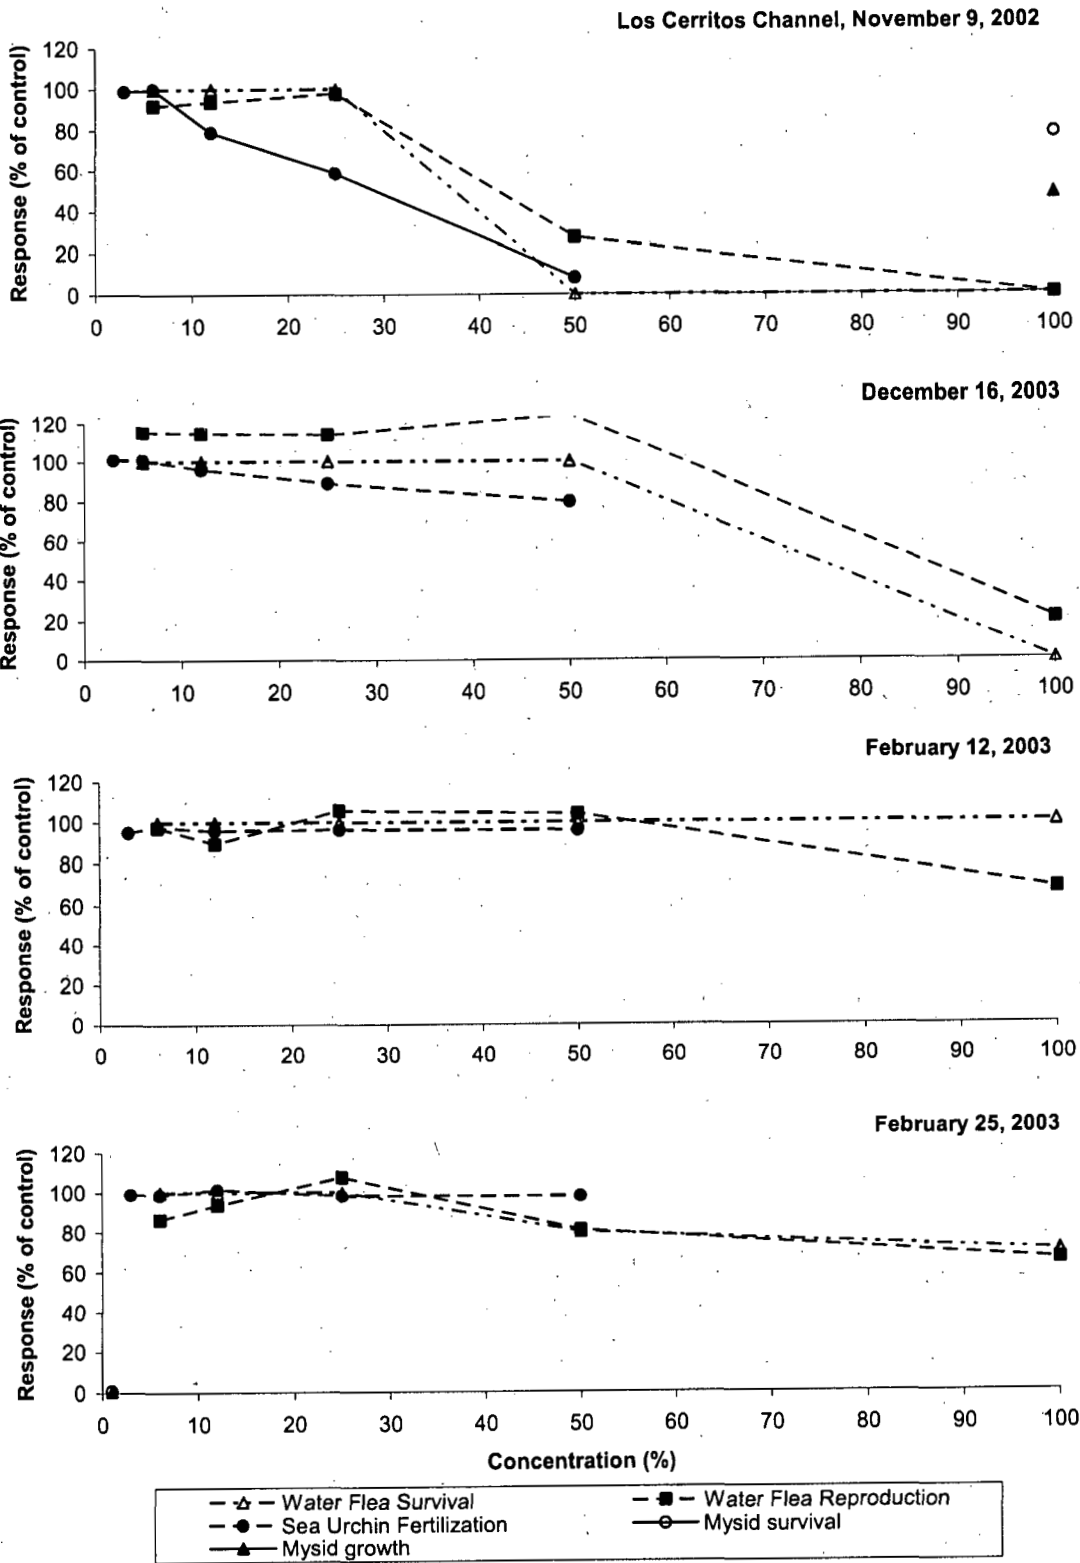 Los Cerritos Channel, November 9, 2002
Response (% of control)
120
100
80
60
40
20
0
0 10 20 30 40 50 60 70 80 90 100
December 16, 2003
Response (% of control)
120
100
80
60
40
20
0
0 10 20 30 40 50 60 70 80 90 100
February 12, 2003
Response (% of control)
120
100
80
60
40
20
0
0 10 20 30 40 50 60 70 80 90 100
February 25, 2003
Response (% of control)
120
100
80
60
40
20
0
0 10 20 30 40 50 60 70 80 90 100
Concentration (%)
Water Flea Survival Water Flea Reproduction
Sea Urchin Fertilization Mysid survival
Mysid growth